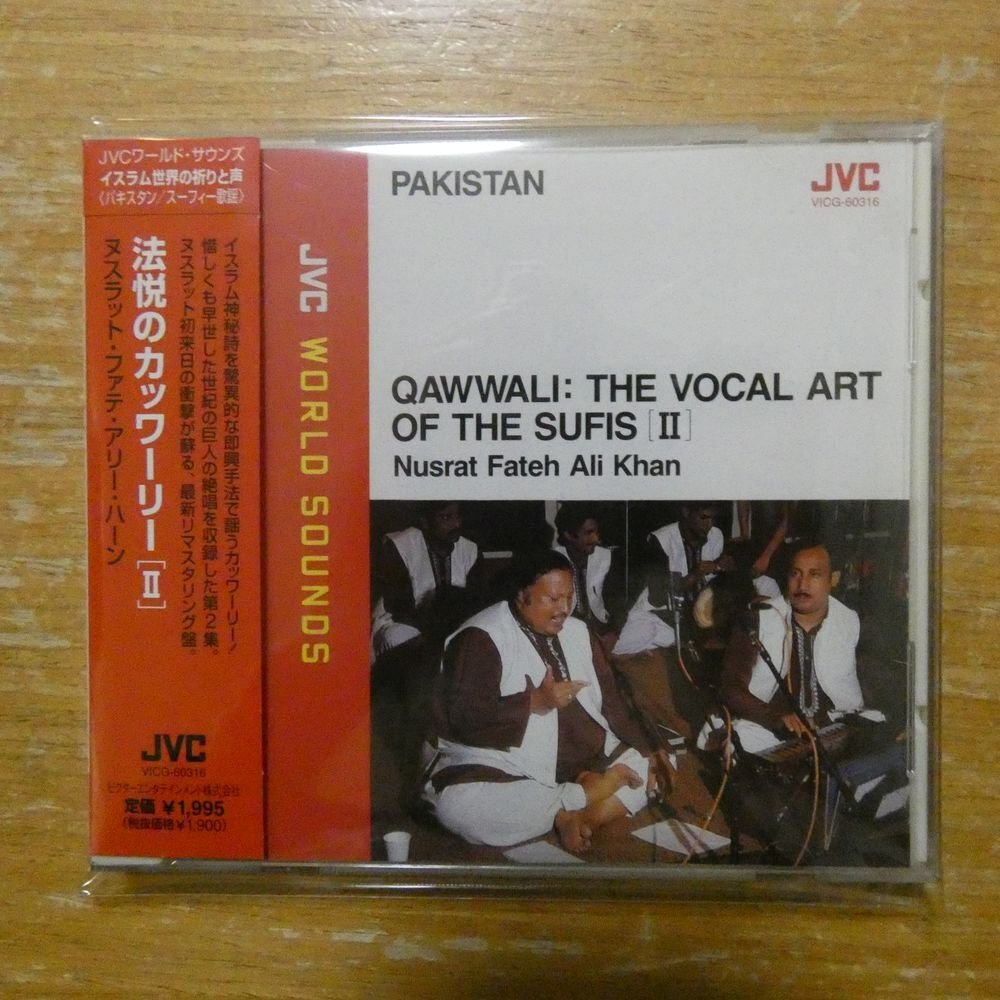 JVCワールド・サウンズ
イスラム世界の祈りと声
〈パキスタン/スーフィー歌謡〉
イスラム神秘詩を驚異的な即興手法で謡うカッワーリー!
惜しくも早世した世紀の巨人の絶唱を収録した第2集。
ヌスラット初来日の衝撃が蘇る、最新リマスタリング盤。
法悦のカッワーリー[II]
ヌスラット・ファテ・アリー・ハーン
JVC
VICG-60316
ビクターエンタテインメント株式会社
定価 ¥1,995
(税抜価格¥1,900)
JVC WORLD SOUNDS
PAKISTAN
JVC
VICG-60316
QAWWALI: THE VOCAL ART
OF THE SUFIS [II]
Nusrat Fateh Ali Khan